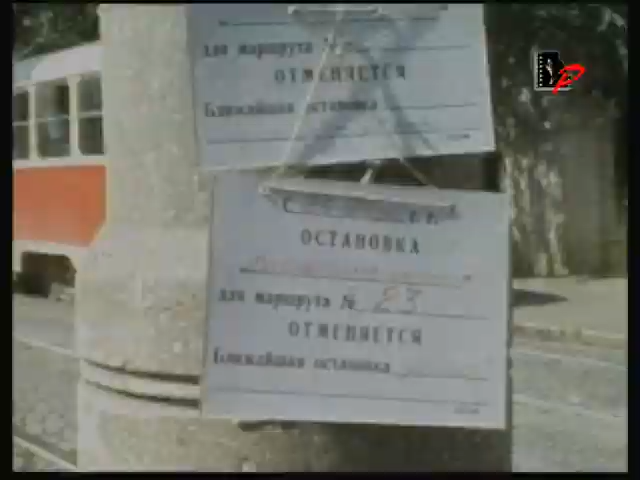 для маршрута №
ОТМЕНЯЕТСЯ
Ближайшая остановка
С г.
ОСТАНОВКА
для маршрута № 23
ОТМЕНЯЕТСЯ
Ближайшая остановка